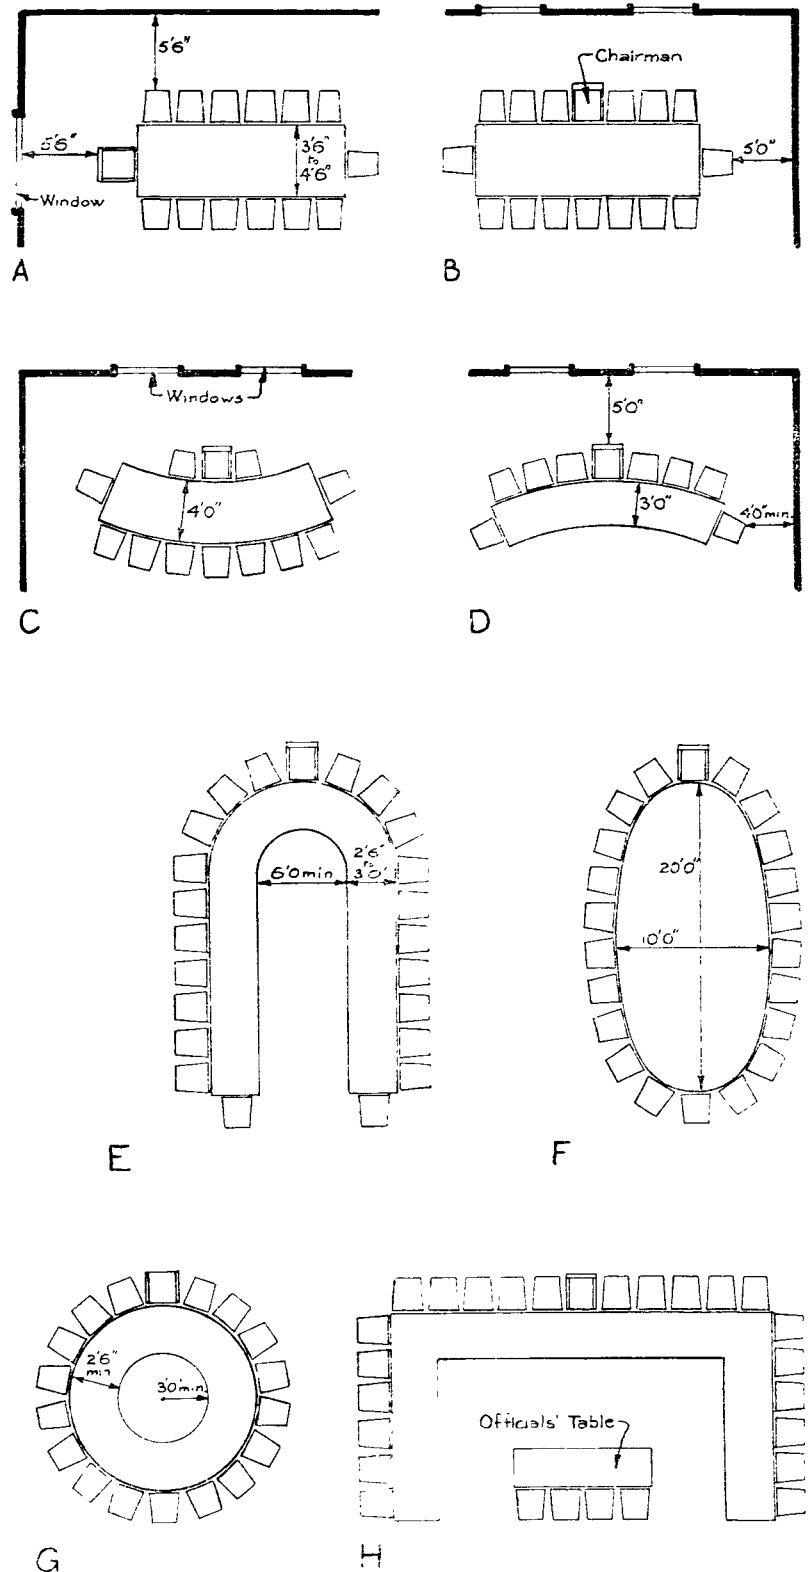 5'6"
5'6"
3'6"
to
4'6"
Window
A
Chairman
5'0"
B
Windows
4'0"
C
5'0"
3'0"
4'0" min.
D
6'0 min
2'6"
to
3'0"
E
20'0"
10'0"
F
2'6"
min
3'0" min.
G
Officials' Table
H